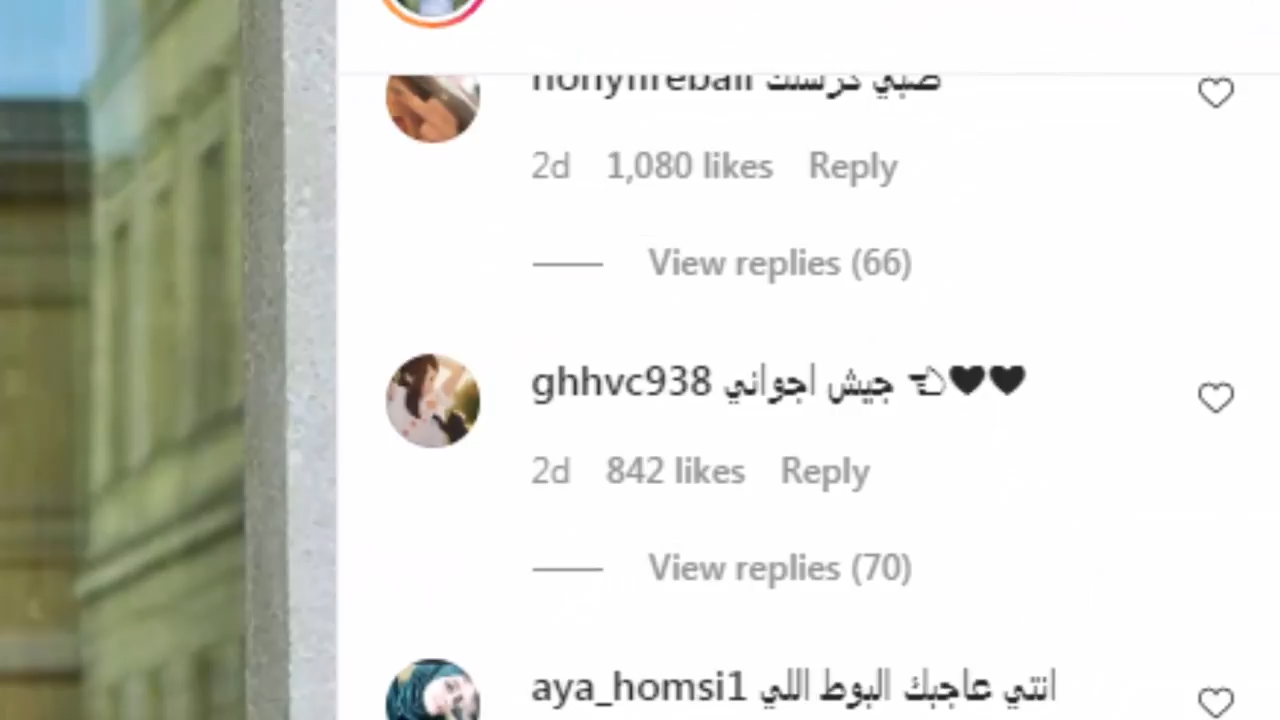 صبي
2d 1,080 likes Reply
View replies (66)
ghhvc938 جيش اجواني 👈🖤🖤
2d 842 likes Reply
View replies (70)
aya_homsi1 انتي عاجبك البوط اللي